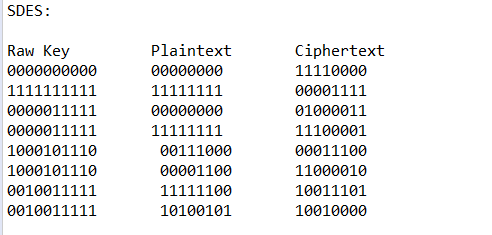 SDES:
Raw Key Plaintext Ciphertext
0000000000 00000000 11110000
1111111111 11111111 00001111
0000011111 00000000 01000011
0000011111 11111111 11100001
1000101110 00111000 00011100
1000101110 00001100 11000010
0010011111 11111100 10011101
0010011111 10100101 10010000